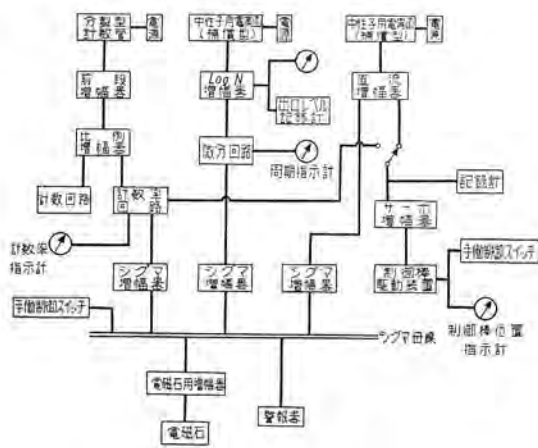 分裂型
計数管
電源
中性子用電離函
(補償型)
電源
中性子用電離函
(補償型)
電源
前段
増幅器
Log N
増幅器
出力レベル
記録計
直流
増幅器
比例
増幅器
微分回路
周期指示計
計数回路
計数率
回路
記録計
サーボ
増幅器
計数率
指示計
シグマ
増幅器
シグマ
増幅器
シグマ
増幅器
制御棒
駆動装置
手働制御スイッチ
手働制御スイッチ
制御棒位置
指示計
シグマ母線
電磁石用増幅器
電磁石
警報器